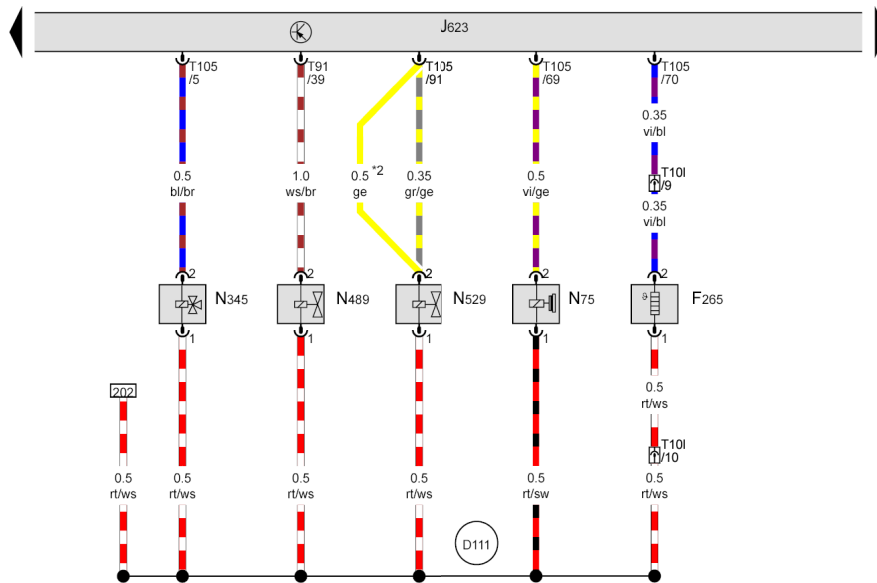 J623
T105
/5
T91
/39
T105
/91
T105
/69
T105
/70
0.35
vi/bl
0.5
bl/br
1.0
ws/br
0.5 *2
ge
0.35
gr/ge
0.5
vi/ge
T10l
/9
0.35
vi/bl
2
2
2
2
2
N345
N489
N529
N75
F265
1
1
1
1
1
202
0.5
rt/ws
T10l
/10
0.5
rt/ws
0.5
rt/ws
0.5
rt/ws
0.5
rt/ws
0.5
rt/sw
0.5
rt/ws
D111